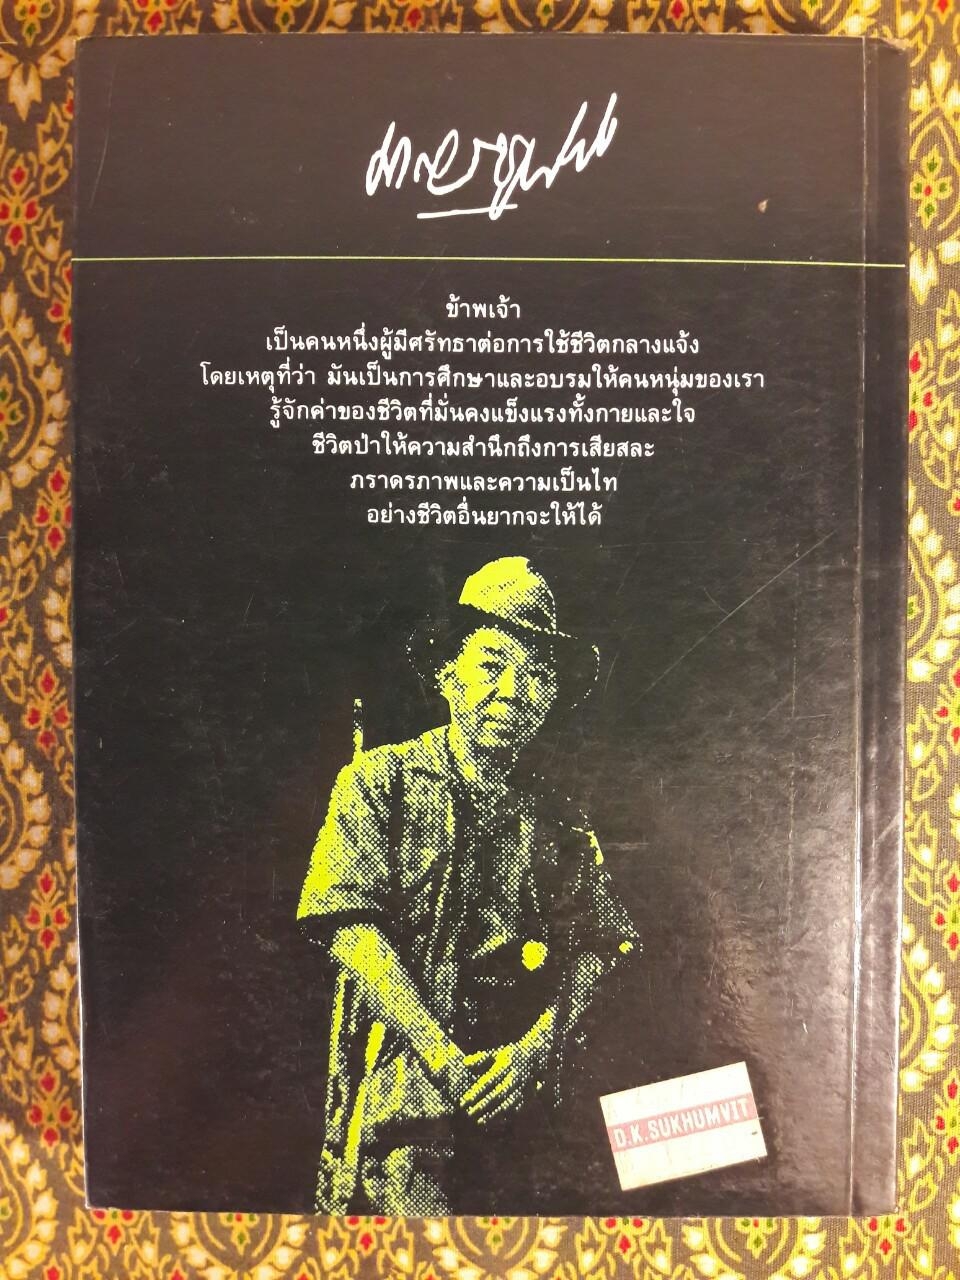 ข้าพเจ้า
เป็นคนหนึ่งผู้มีศรัทธาต่อการใช้ชีวิตกลางแจ้ง
โดยเหตุที่ว่า มันเป็นการศึกษาและอบรมให้คนหนุ่มของเรา
รู้จักค่าของชีวิตที่มั่นคงแข็งแรงทั้งกายและใจ
ชีวิตป่าให้ความสำนึกถึงการเสียสละ
ภราดรภาพและความเป็นไท
อย่างชีวิตอื่นยากจะให้ได้
D.K.SUKHUMVIT